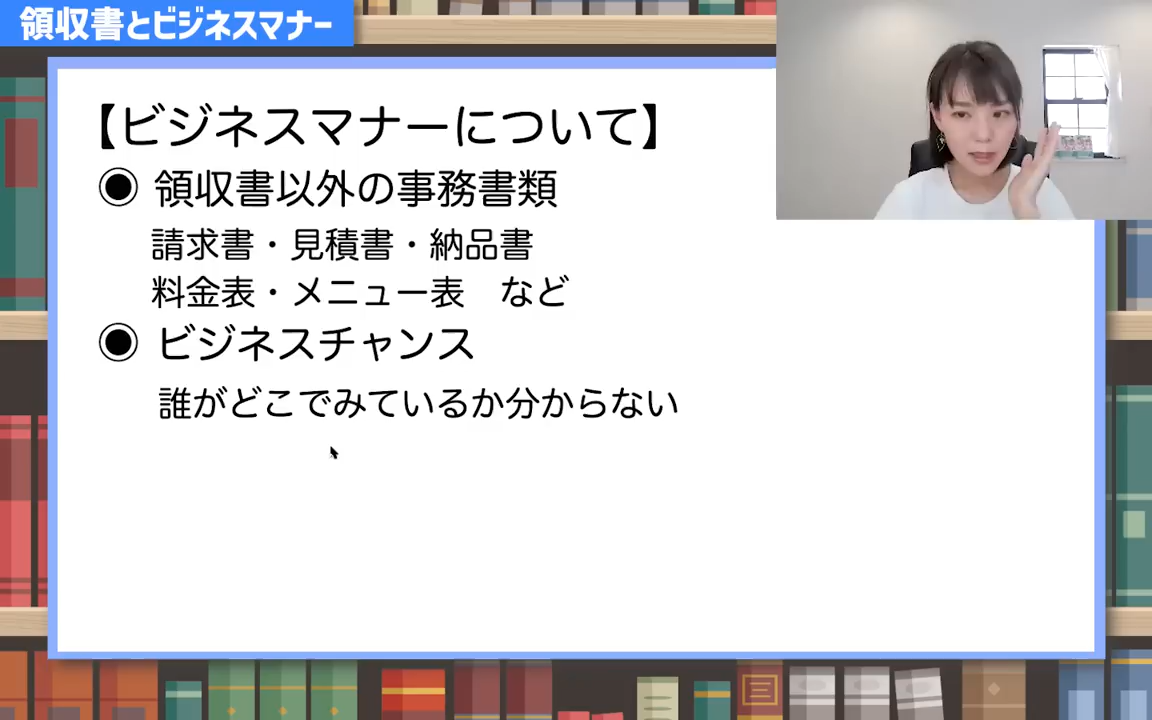 領収書とビジネスマナー
【ビジネスマナーについて】
◉ 領収書以外の事務書類
請求書・見積書・納品書
料金表・メニュー表　など
◉ ビジネスチャンス
誰がどこでみているか分からない